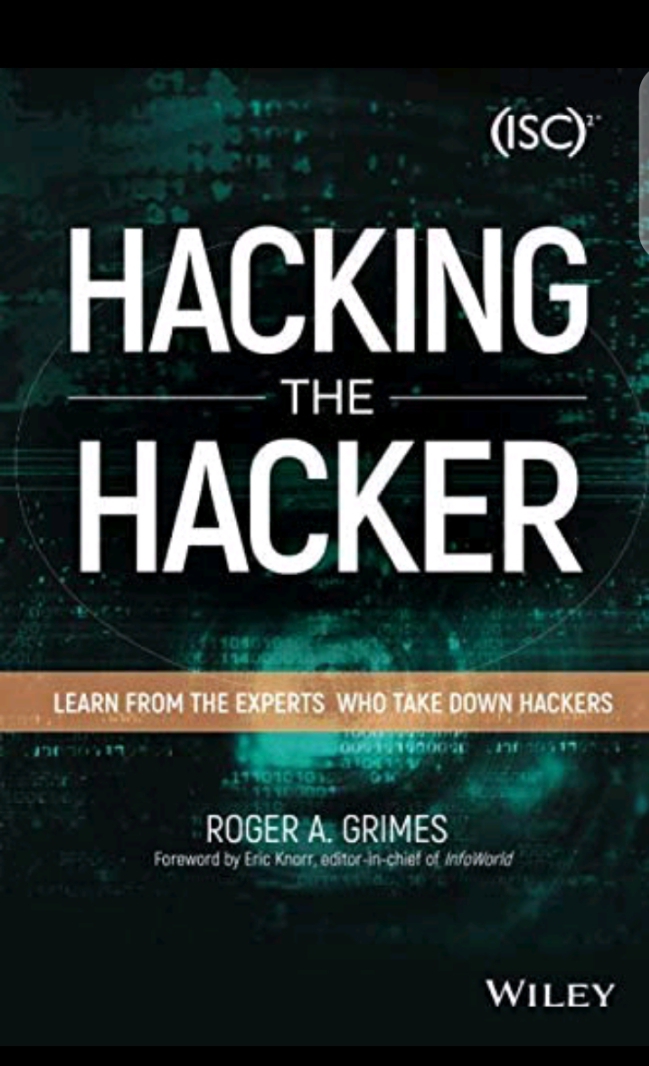 (ISC)²
HACKING
THE
HACKER
LEARN FROM THE EXPERTS WHO TAKE DOWN HACKERS
ROGER A. GRIMES
Foreword by Eric Knorr, editor-in-chief of InfoWorld
WILEY